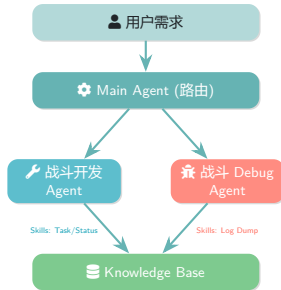 用户需求
Main Agent (路由)
战斗开发
Agent
战斗 Debug
Agent
Skills: Task/Status
Skills: Log Dump
Knowledge Base